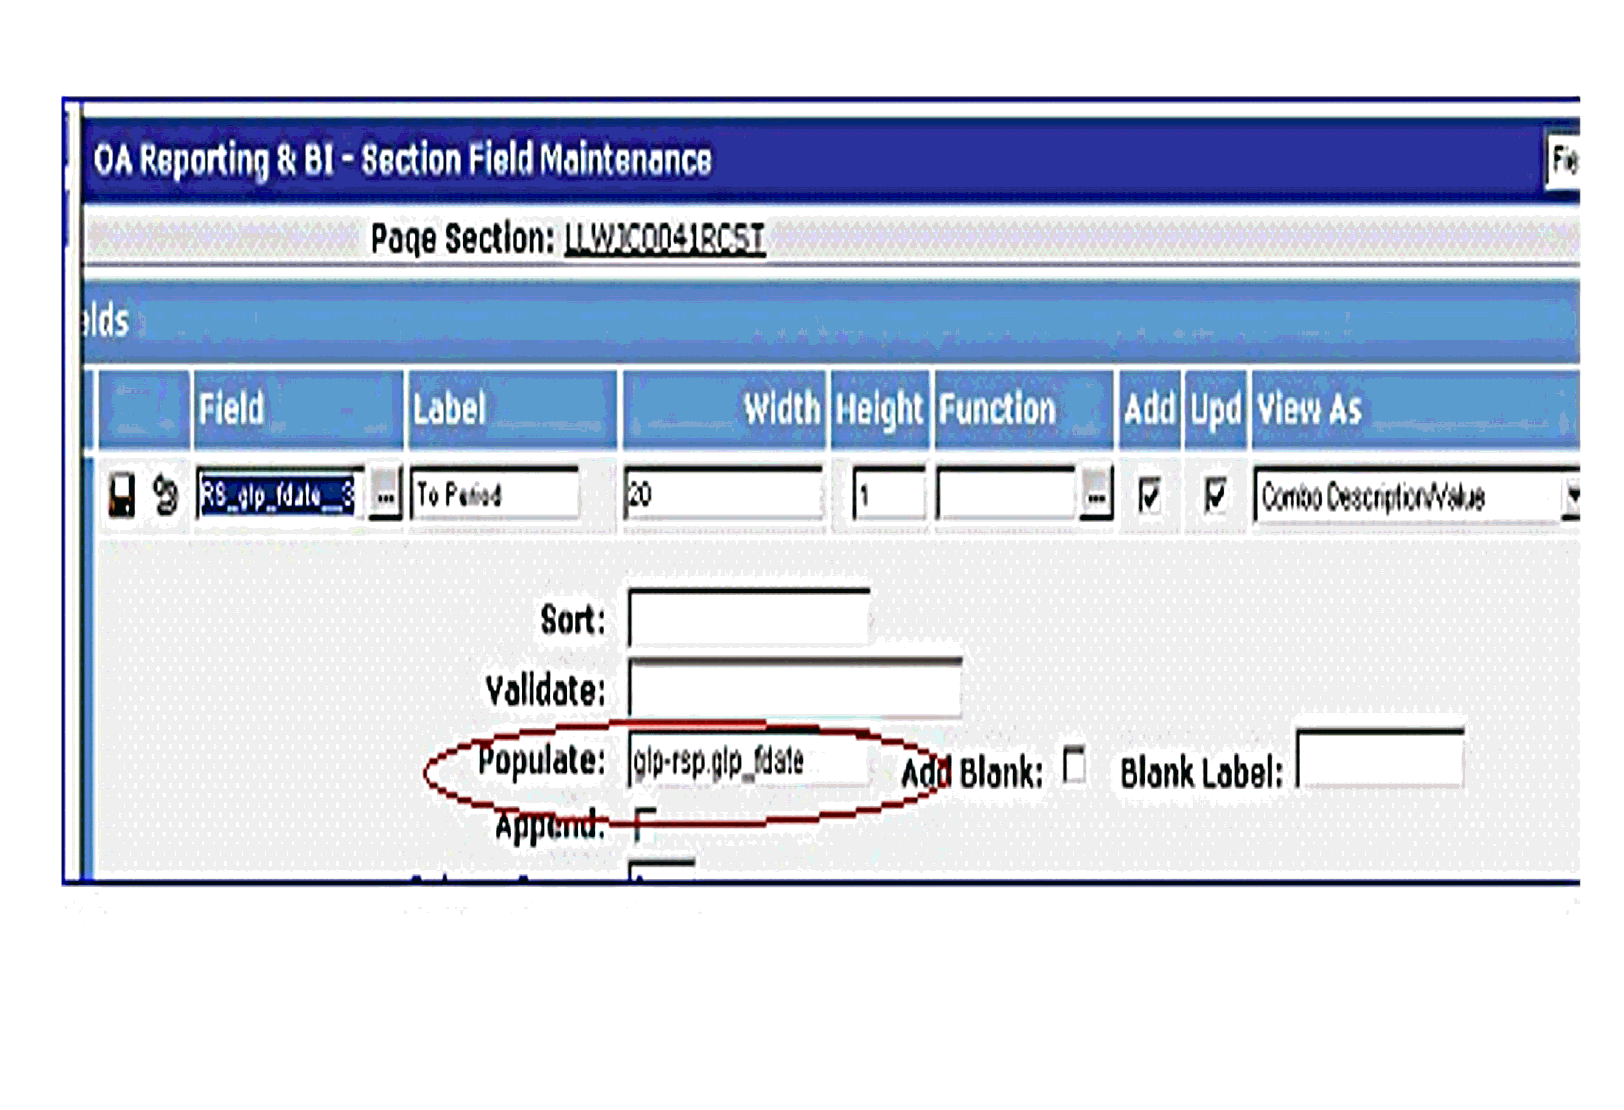 OA Reporting & BI - Section Field Maintenance
Page Section: LLWJC0041RCST
elds
Field Label Width Height Function Add Upd View As
RS_glp_fdate__3 ... To Period 20 1 ... Combo Description/Value
Sort:
Validate:
Populate: glp-rsp.glp_fdate Add Blank: Blank Label:
Append: